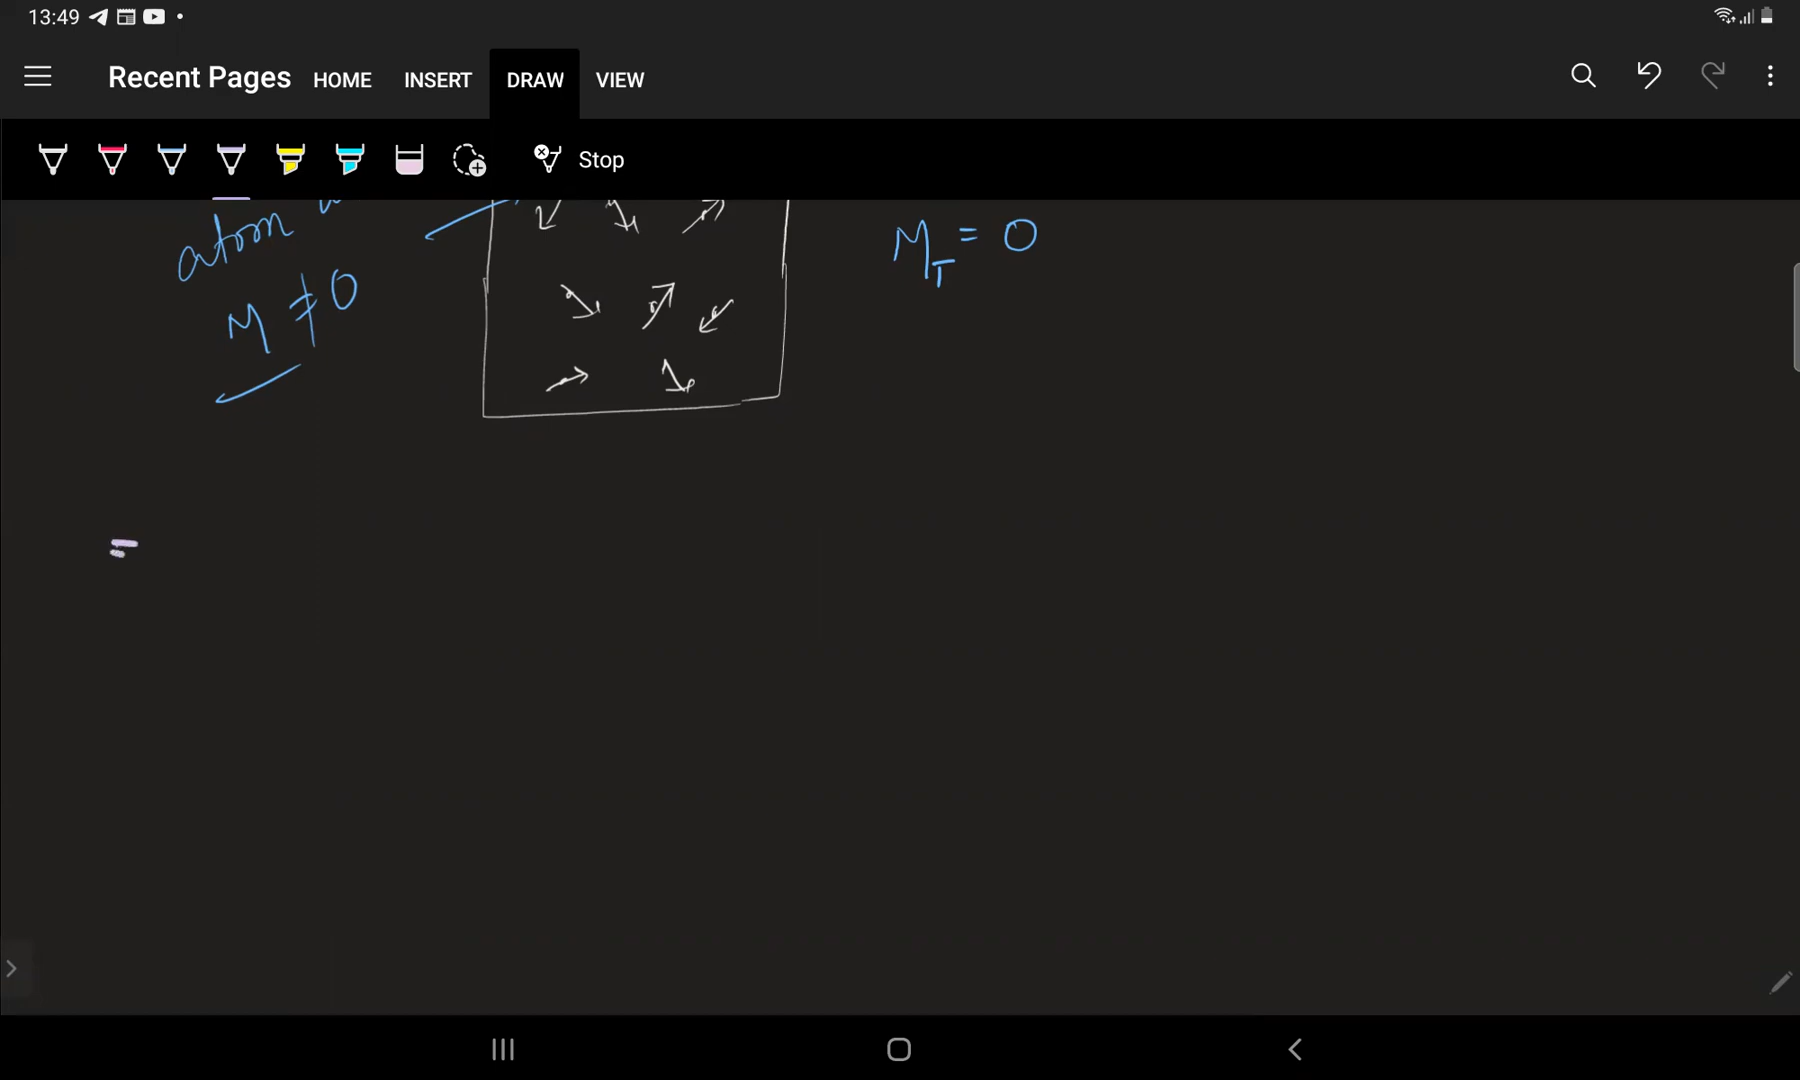 13:49
Recent Pages HOME INSERT DRAW VIEW
Stop
atom
M ≠ 0
M_T = 0
=